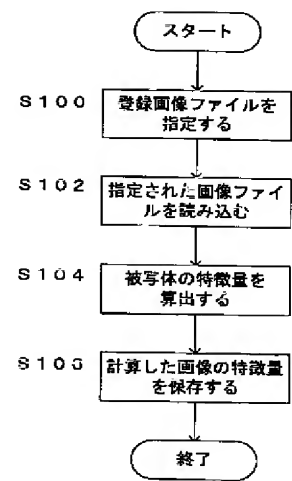 スタート
S100
登録画像ファイルを
指定する
S102
指定された画像ファイ
ルを読み込む
S104
被写体の特徴量を
算出する
S106
計算した画像の特徴量
を保存する
終了